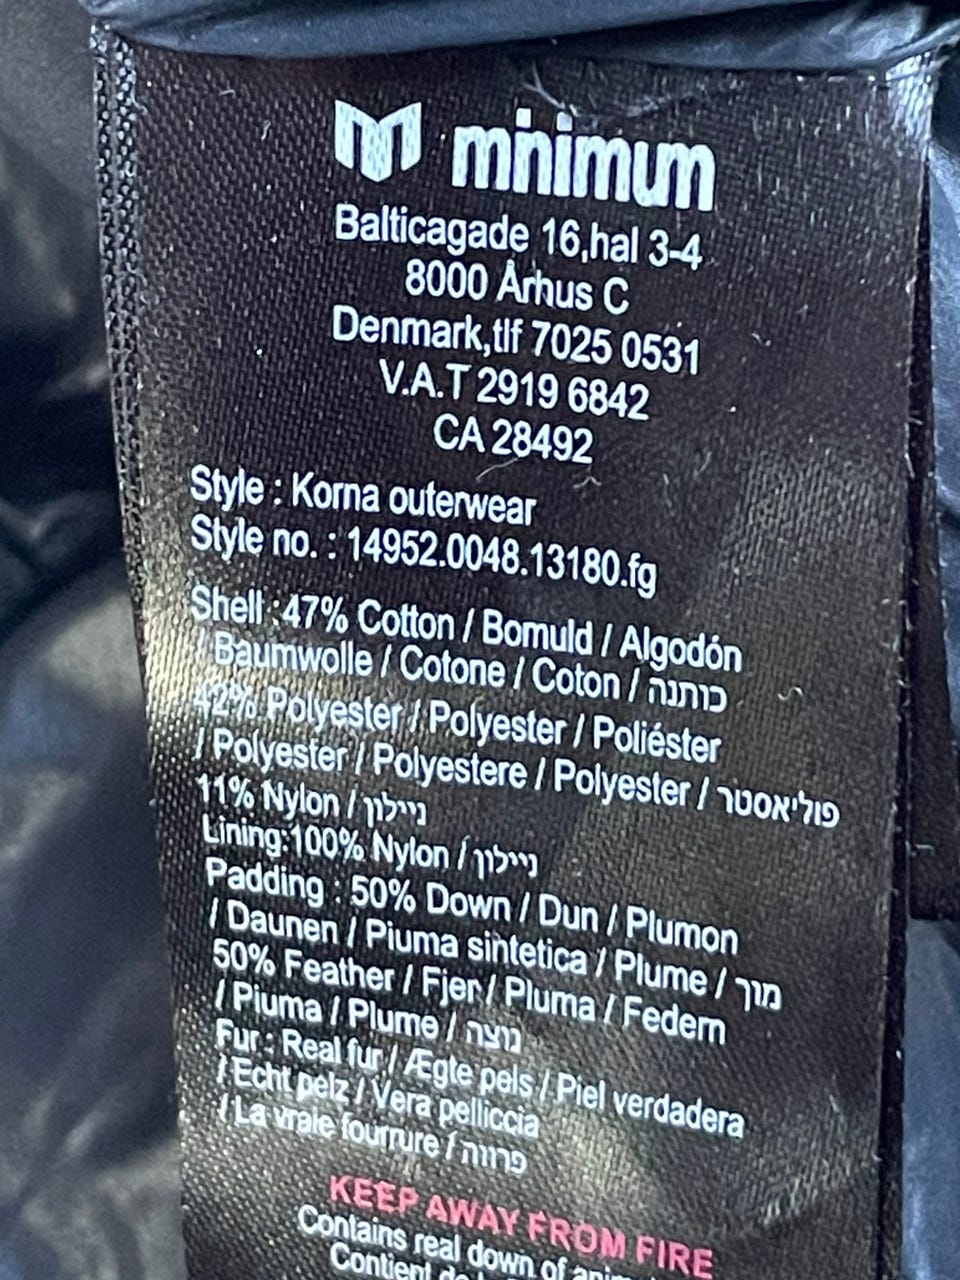 minimum
Balticagade 16,hal 3-4
8000 Århus C
Denmark,tlf 7025 0531
V.A.T 2919 6842
CA 28492
Style : Korna outerwear
Style no. : 14952.0048.13180.fg
Shell :47% Cotton / Bomuld / Algodón
/ Baumwolle / Cotone / Coton / כותנה
42% Polyester / Polyester / Poliéster
/ Polyester / Polyestere / Polyester / פוליאסטר
11% Nylon / ניילון
Lining:100% Nylon / ניילון
Padding : 50% Down / Dun / Plumon
/ Daunen / Piuma sintetica / Plume / מוך
50% Feather / Fjer / Pluma / Federn
/ Piuma / Plume / נוצה
Fur : Real fur / Ægte pels / Piel verdadera
/ Echt pelz / Vera pelliccia
/ La vraie fourrure / פרווה
KEEP AWAY FROM FIRE
Contains real down of
Contient